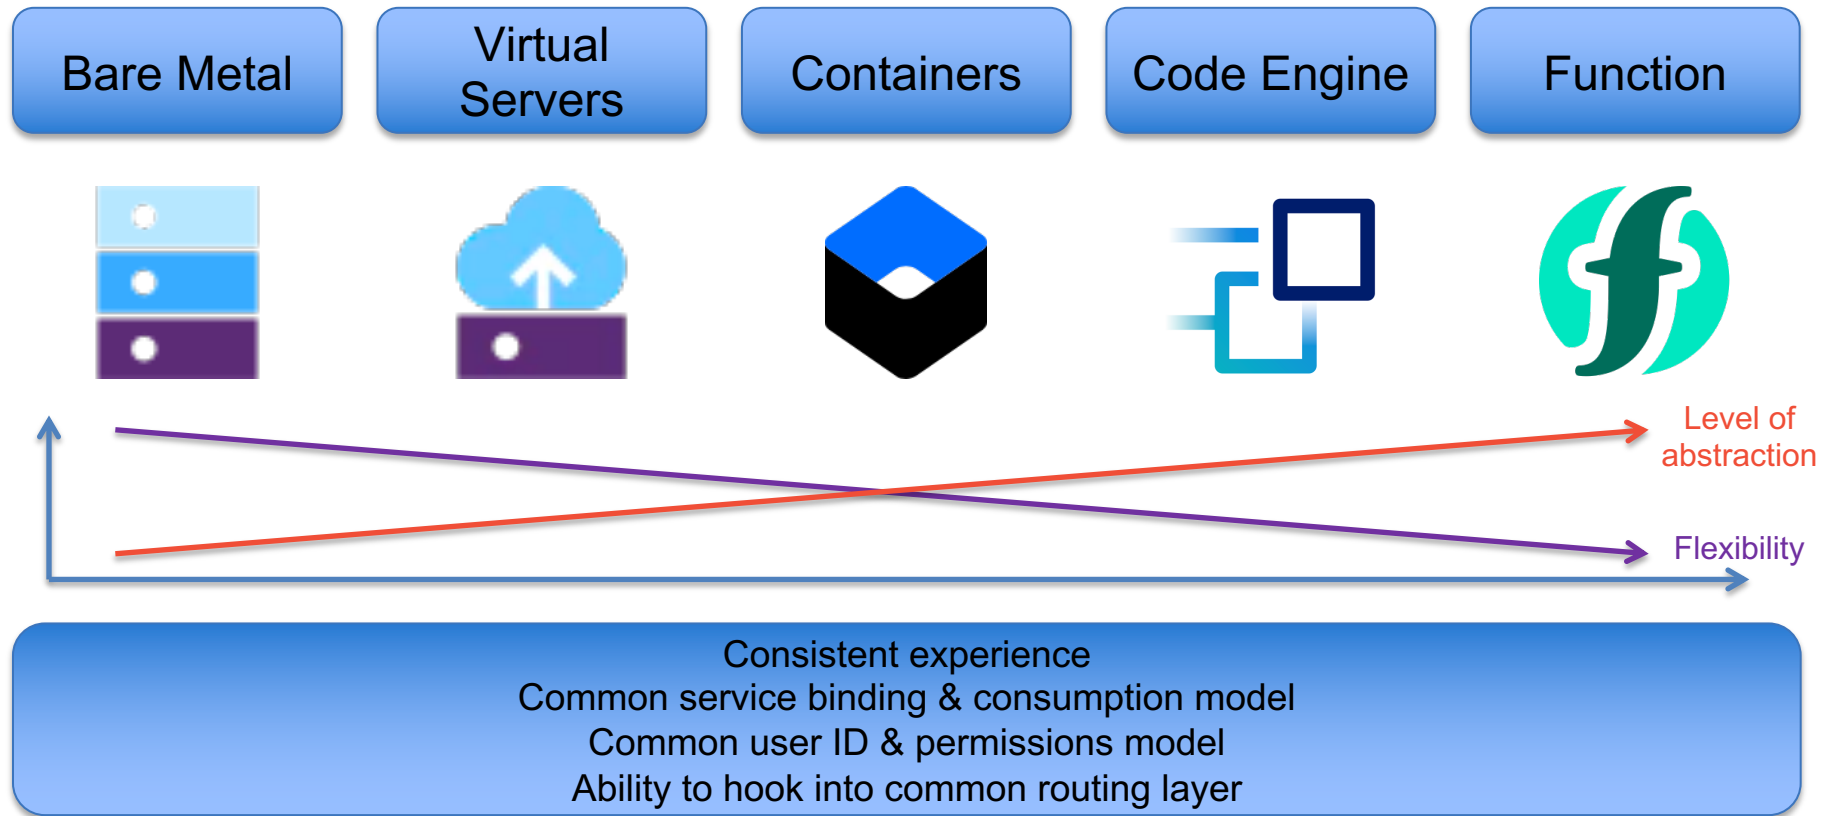 Bare Metal
Virtual
Servers
Containers
Code Engine
Function
Level of
abstraction
Flexibility
Consistent experience
Common service binding & consumption model
Common user ID & permissions model
Ability to hook into common routing layer